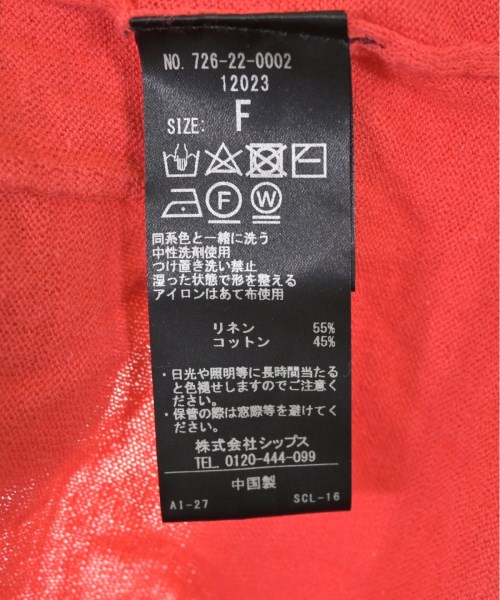 NO. 726-22-0002
12023
SIZE: F
F W
同系色と一緒に洗う
中性洗剤使用
つけ置き洗い禁止
湿った状態で形を整える
アイロンはあて布使用
リネン 55%
コットン 45%
・日光や照明等に長時間当たると
色褪せしますのでご注意くだ
さい。
・保管の際は窓際等を避けてく
ださい。
株式会社シップス
TEL. 0120-444-099
中国製
AI-27 SCL-16